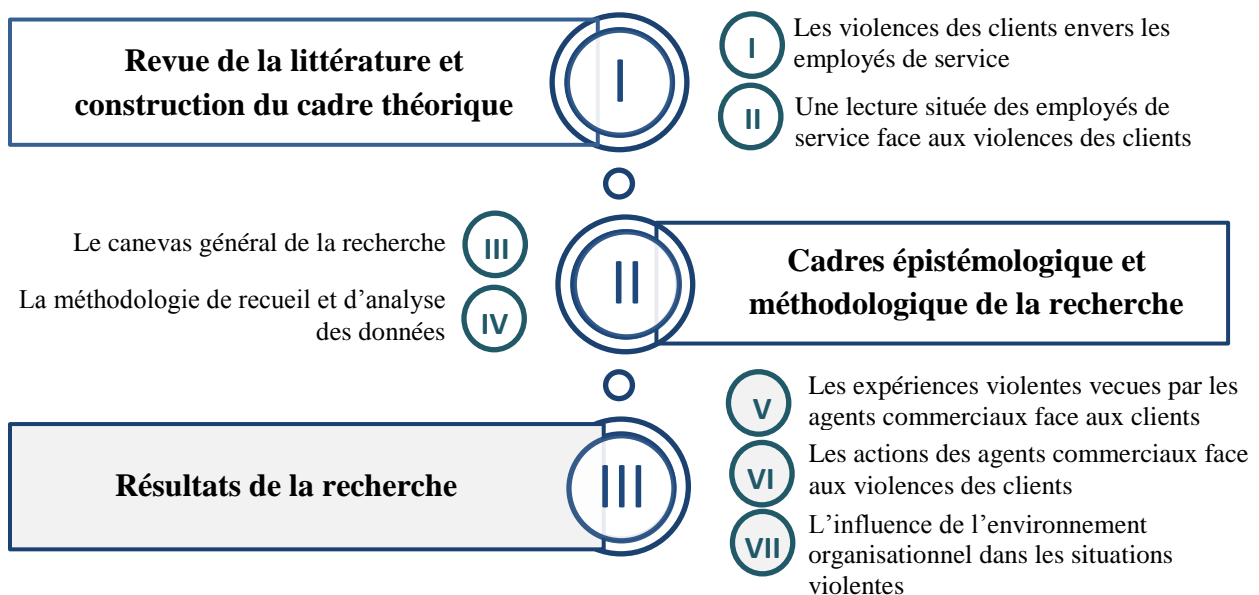 Revue de la littérature et
construction du cadre théorique
I
I
Les violences des clients envers les
employés de service
II
Une lecture située des employés de
service face aux violences des clients
Le canevas général de la recherche
III
La méthodologie de recueil et d'analyse
des données
IV
II
Cadres épistémologique et
méthodologique de la recherche
Résultats de la recherche
III
V
Les expériences violentes vecues par les
agents commerciaux face aux clients
VI
Les actions des agents commerciaux face
aux violences des clients
VII
L'influence de l'environnement
organisationnel dans les situations
violentes